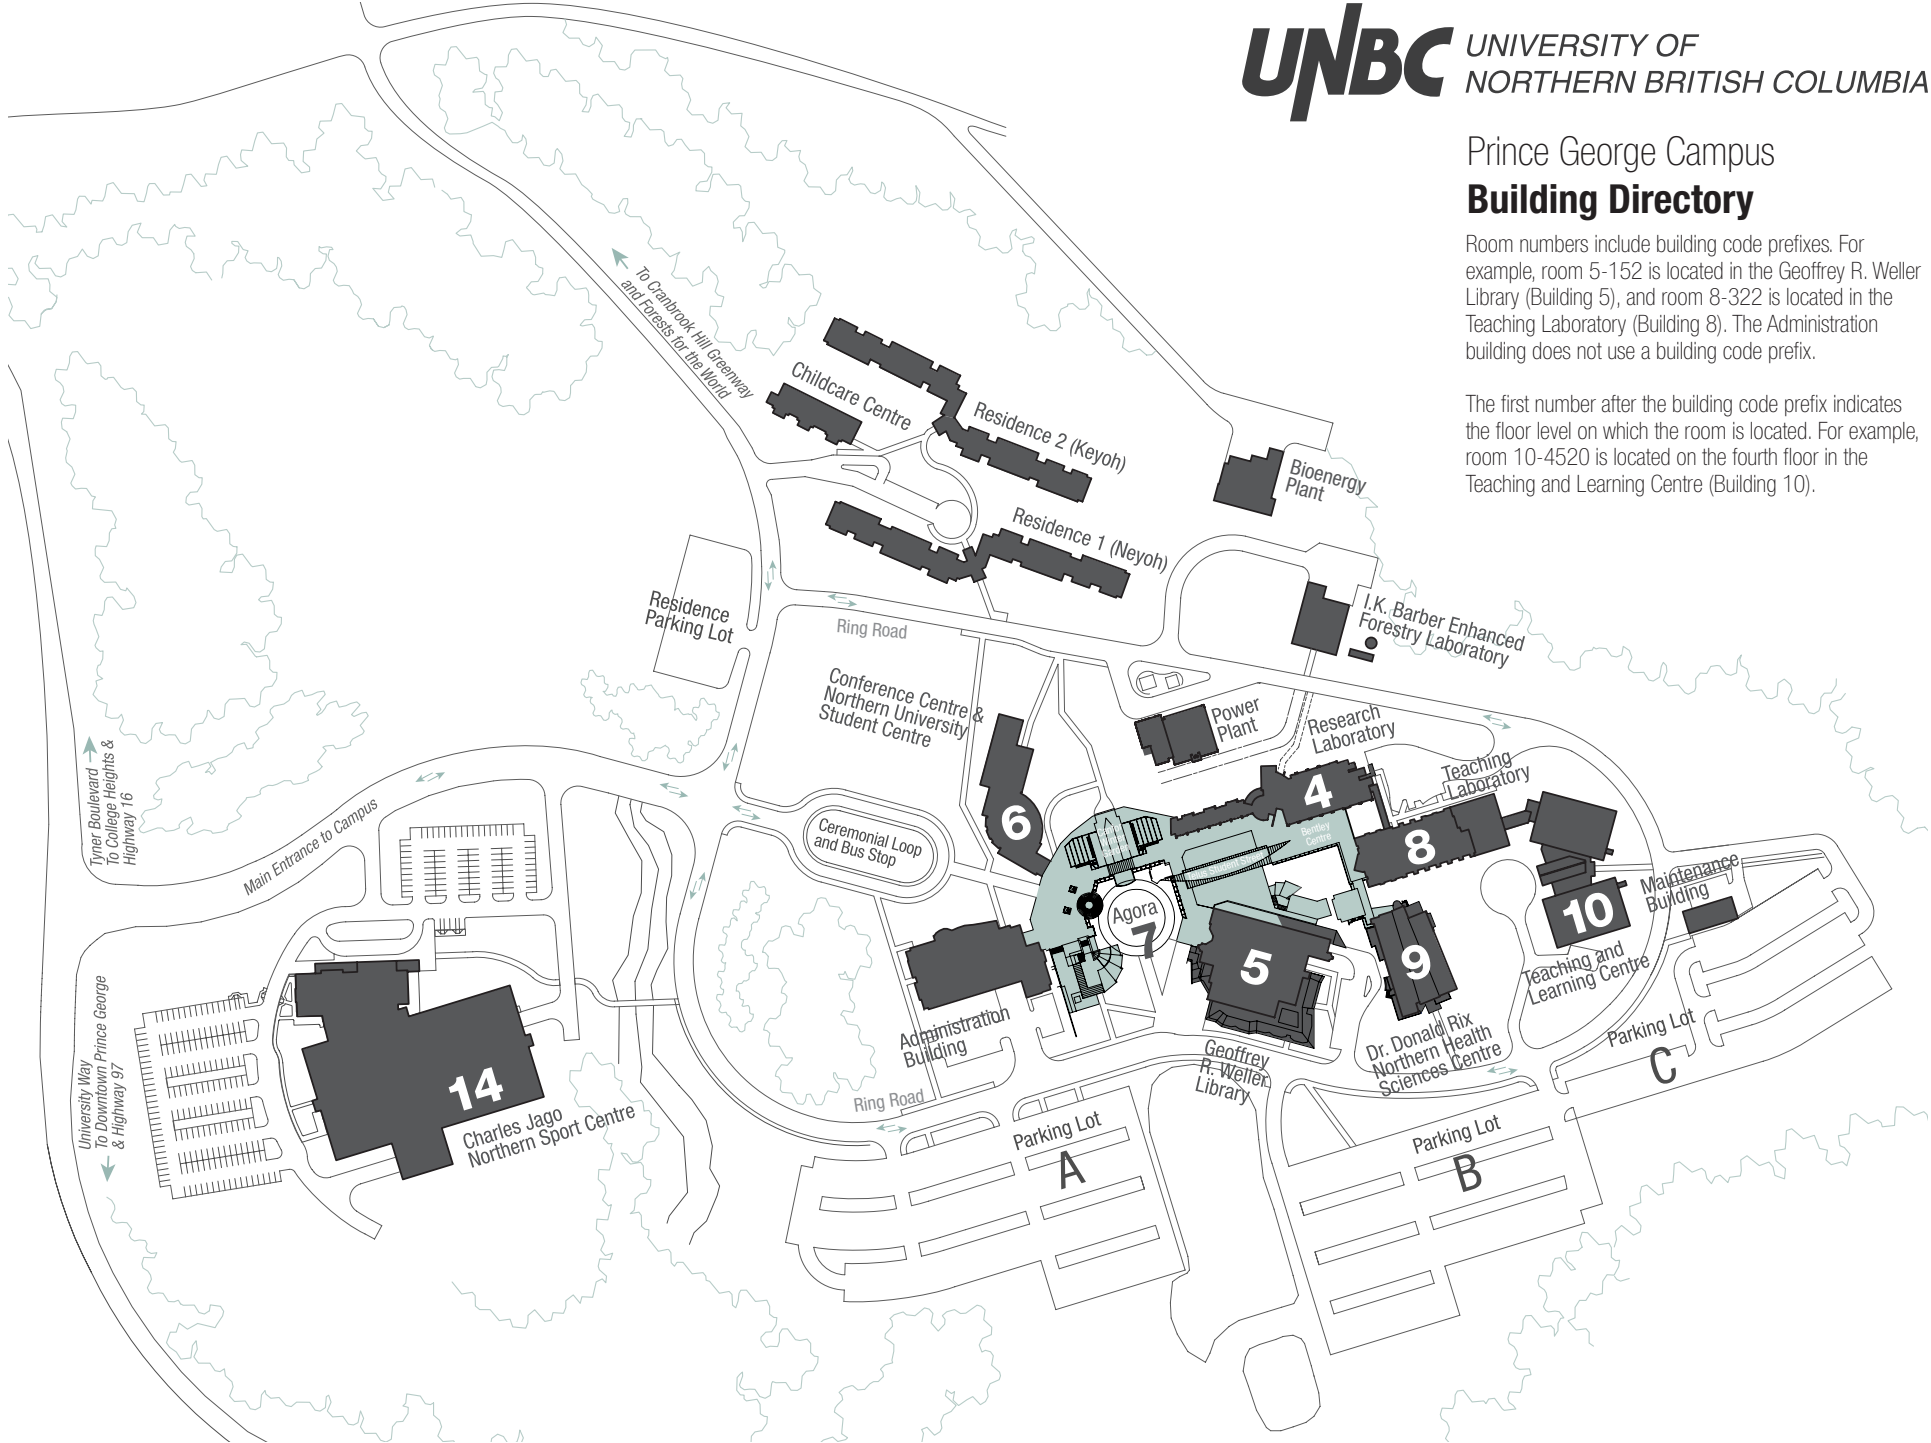 UNBC
UNIVERSITY OF
NORTHERN BRITISH COLUMBIA
Prince George Campus
Building Directory
Room numbers include building code prefixes. For
example, room 5-152 is located in the Geoffrey R. Weller
Library (Building 5), and room 8-322 is located in the
Teaching Laboratory (Building 8). The Administration
building does not use a building code prefix.
The first number after the building code prefix indicates
the floor level on which the room is located. For example,
room 10-4520 is located on the fourth floor in the
Teaching and Learning Centre (Building 10).
To Cranbrook Hill Greenway
and Forests for the World
Childcare Centre
Residence 2 (Keyoh)
Bioenergy
Plant
Residence 1 (Neyoh)
Residence
Parking Lot
Ring Road
I.K. Barber Enhanced
Forestry Laboratory
Conference Centre &
Northern University
Student Centre
Power
Plant
Research
Laboratory
Teaching
Laboratory
Tyner Boulevard
To College Heights &
Highway 16
Main Entrance to Campus
Ceremonial Loop
and Bus Stop
6
4
Bentley
Centre
8
Maintenance
Building
10
Agora
7
5
9
Teaching and
Learning Centre
Administration
Building
Geoffrey
R. Weller
Library
Dr. Donald Rix
Northern Health
Sciences Centre
Parking Lot
C
University Way
To Downtown Prince George
& Highway 97
14
Charles Jago
Northern Sport Centre
Ring Road
Parking Lot
A
Parking Lot
B